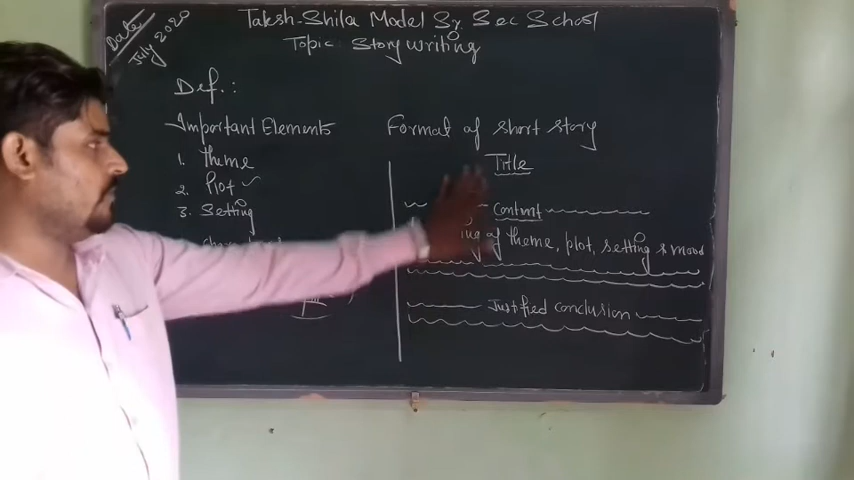 Date
July 2020
Taksh-Shila Model Sr. Sec School
Topic Story writing
Def.:
Important Elements
1. Theme
2. Plot ✓
3. Setting
Format of short story
Title
Content
of theme, plot, setting & mood
Justified conclusion